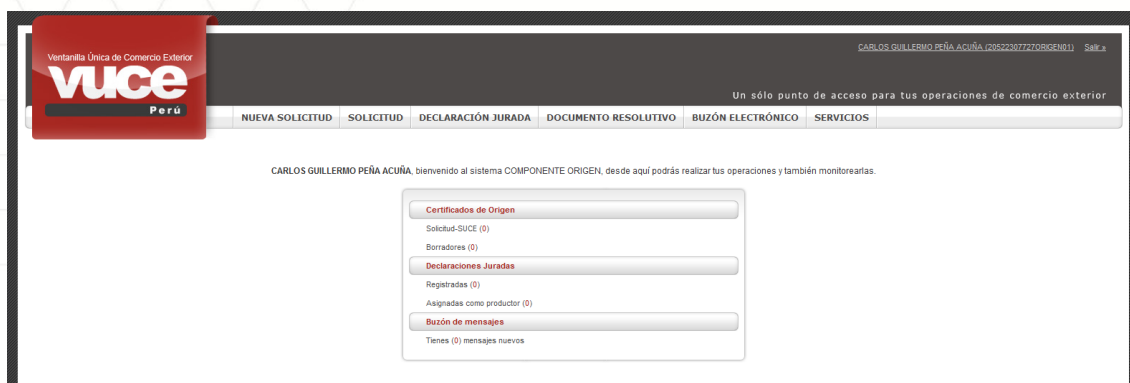 Ventanilla Única de Comercio Exterior
vuce
Perú
CARLOS GUILLERMO PEÑA ACUÑA (20522307727ORIGEN01) Salir »
Un sólo punto de acceso para tus operaciones de comercio exterior
NUEVA SOLICITUD SOLICITUD DECLARACIÓN JURADA DOCUMENTO RESOLUTIVO BUZÓN ELECTRÓNICO SERVICIOS
CARLOS GUILLERMO PEÑA ACUÑA, bienvenido al sistema COMPONENTE ORIGEN, desde aquí podrás realizar tus operaciones y también monitorearlas.
Certificados de Origen
Solicitud-SUCE (0)
Borradores (0)
Declaraciones Juradas
Registradas (0)
Asignadas como productor (0)
Buzón de mensajes
Tienes (0) mensajes nuevos